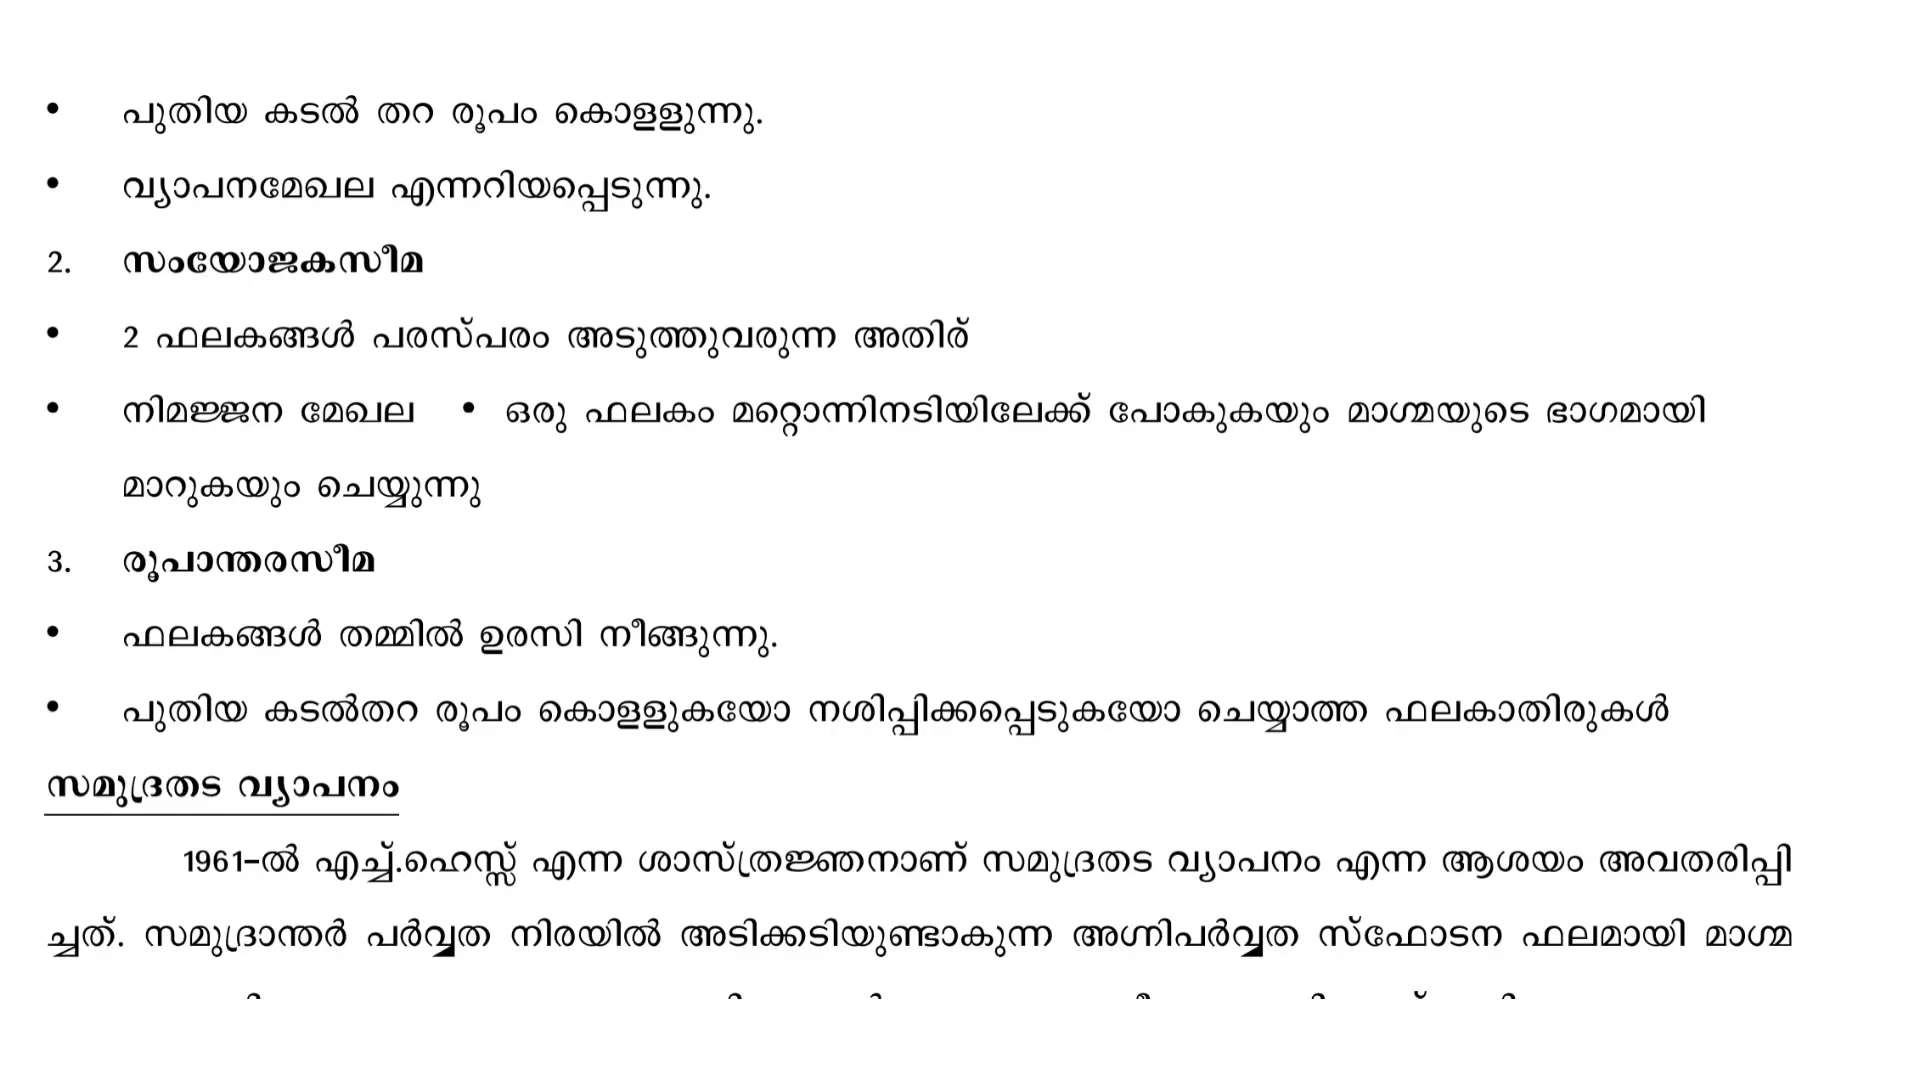 • പുതിയ കടൽ തറ രൂപം കൊളളുന്നു.
• വ്യാപനമേഖല എന്നറിയപ്പെടുന്നു.
2. സംയോജകസീമ
• 2 ഫലകങ്ങൾ പരസ്പരം അടുത്തുവരുന്ന അതിര്
• നിമജ്ജന മേഖല • ഒരു ഫലകം മറ്റൊന്നിനടിയിലേക്ക് പോകുകയും മാഗ്മയുടെ ഭാഗമായി
മാറുകയും ചെയ്യുന്നു
3. രൂപാന്തരസീമ
• ഫലകങ്ങൾ തമ്മിൽ ഉരസി നീങ്ങുന്നു.
• പുതിയ കടൽതറ രൂപം കൊളളുകയോ നശിപ്പിക്കപ്പെടുകയോ ചെയ്യാത്ത ഫലകാതിരുകൾ
സമുദ്രതട വ്യാപനം
1961-ൽ എച്ച്.ഹെസ്സ് എന്ന ശാസ്ത്രജ്ഞനാണ് സമുദ്രതട വ്യാപനം എന്ന ആശയം അവതരിപ്പി
ച്ചത്. സമുദ്രാന്തർ പർവ്വത നിരയിൽ അടിക്കടിയുണ്ടാകുന്ന അഗ്നിപർവ്വത സ്ഫോടന ഫലമായി മാഗ്മ